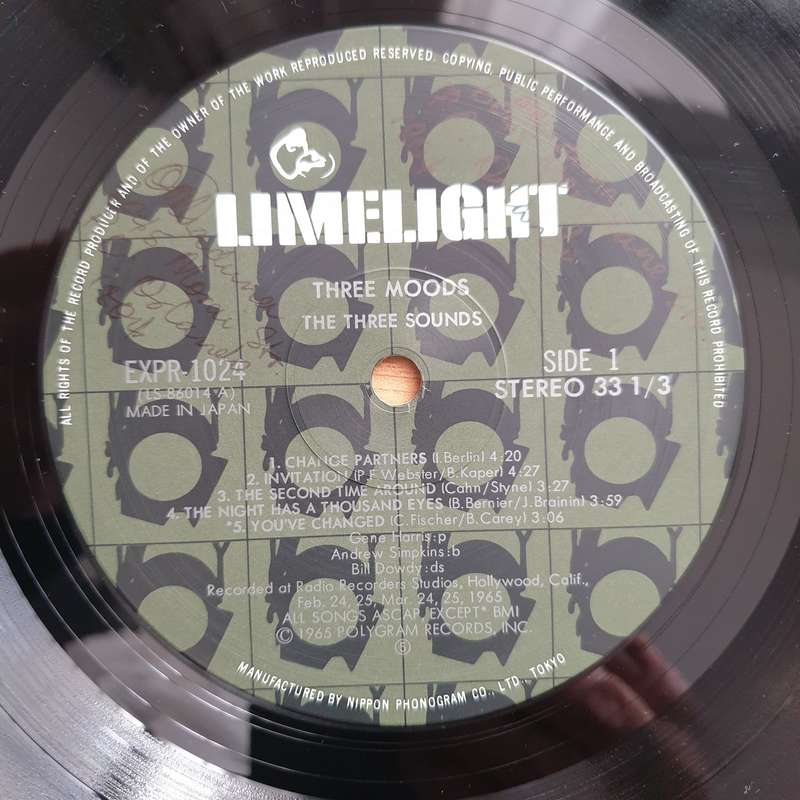 ALL RIGHTS OF THE RECORD PRODUCER AND OF THE OWNER OF THE WORK REPRODUCED RESERVED. COPYING, PUBLIC PERFORMANCE AND BROADCASTING OF THIS RECORD PROHIBITED
LIMELIGHT
THREE MOODS
THE THREE SOUNDS
EXPR-1024
(LS-86014 A)
MADE IN JAPAN
SIDE 1
STEREO 33 1/3
1. CHANGE PARTNERS (I. Berlin) 4:20
2. INVITATION (P. F. Webster/B. Kaper) 4:27
3. THE SECOND TIME AROUND (Cahn/Styne) 3:27
4. THE NIGHT HAS A THOUSAND EYES (B. Bernier/J. Brainin) 3:59
*5. YOU'VE CHANGED (C. Fischer/B. Carey) 3:06
Gene Harris:p
Andrew Simpkins:b
Bill Dowdy:ds
Recorded at Radio Recorders Studios, Hollywood, Calif.,
Feb. 24, 25, Mar. 24, 25, 1965
ALL SONGS ASCAP, EXCEPT* BMI
© 1965 POLYGRAM RECORDS, INC.
⑥
MANUFACTURED BY NIPPON PHONOGRAM CO., LTD., TOKYO